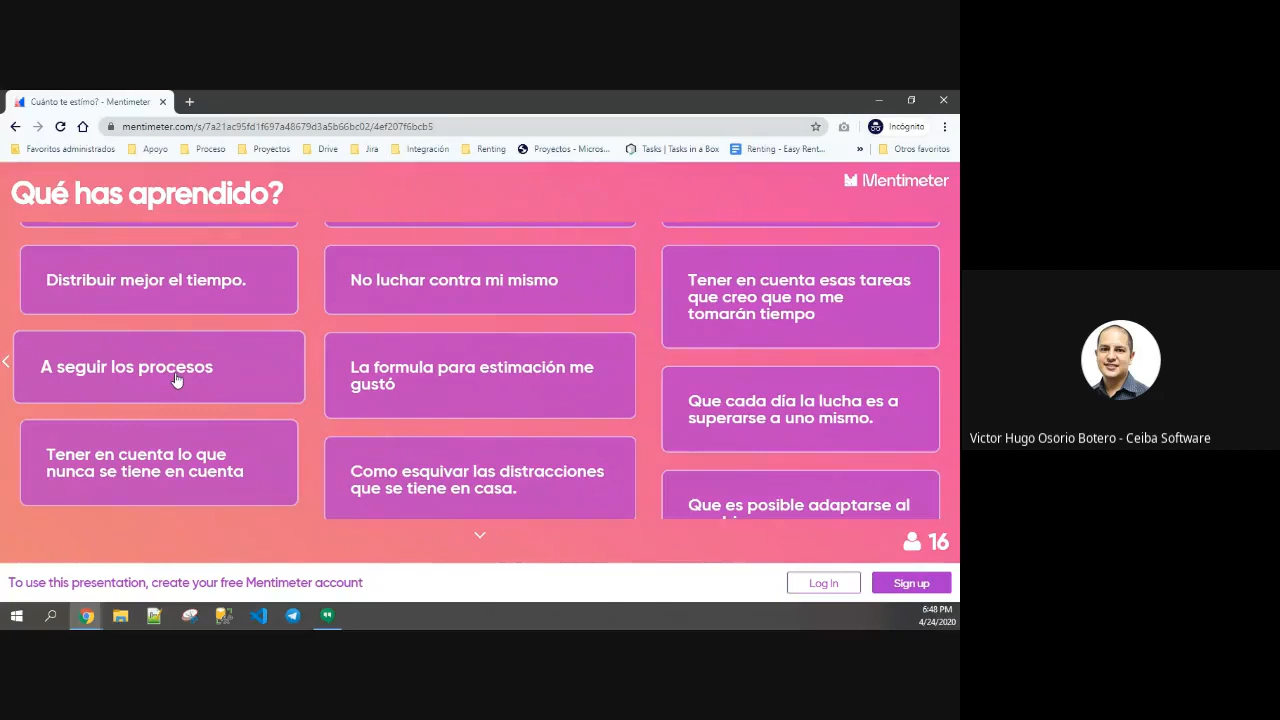 Cuánto te estímo? - Mentimeter
mentimeter.com/s/7a21ac95fd1f697a48679d3a5b66bc02/4ef207f6bcb5
Incógnito
Favoritos administrados
Apoyo
Proceso
Proyectos
Drive
Jira
Integración
Renting
Proyectos - Micros...
Tasks | Tasks in a Box
Renting - Easy Rent...
»
Otros favoritos
Qué has aprendido?
Mentimeter
Distribuir mejor el tiempo.
A seguir los procesos
Tener en cuenta lo que
nunca se tiene en cuenta
No luchar contra mi mismo
La formula para estimación me
gustó
Como esquivar las distracciones
que se tiene en casa.
Tener en cuenta esas tareas
que creo que no me
tomarán tiempo
Que cada día la lucha es a
superarse a uno mismo.
Que es posible adaptarse al
16
To use this presentation, create your free Mentimeter account
Log In
Sign up
6:48 PM
4/24/2020
Victor Hugo Osorio Botero - Ceiba Software